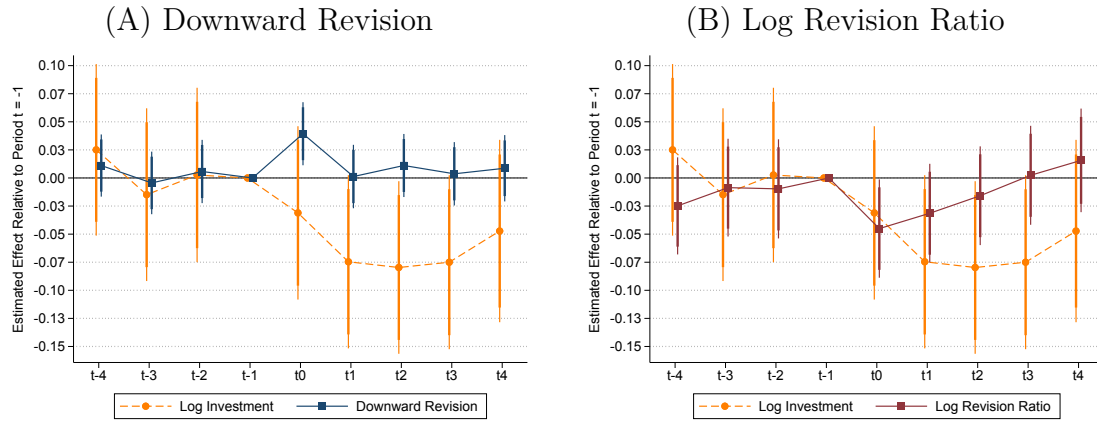 (A) Downward Revision
Estimated Effect Relative to Period t = -1
0.10
0.07
0.05
0.03
0.00
-0.03
-0.05
-0.07
-0.13
-0.15
t-4 t-3 t-2 t-1 t0 t1 t2 t3 t4
Log Investment Downward Revision
(B) Log Revision Ratio
Estimated Effect Relative to Period t = -1
0.10
0.07
0.05
0.03
0.00
-0.03
-0.05
-0.07
-0.13
-0.15
t-4 t-3 t-2 t-1 t0 t1 t2 t3 t4
Log Investment Log Revision Ratio